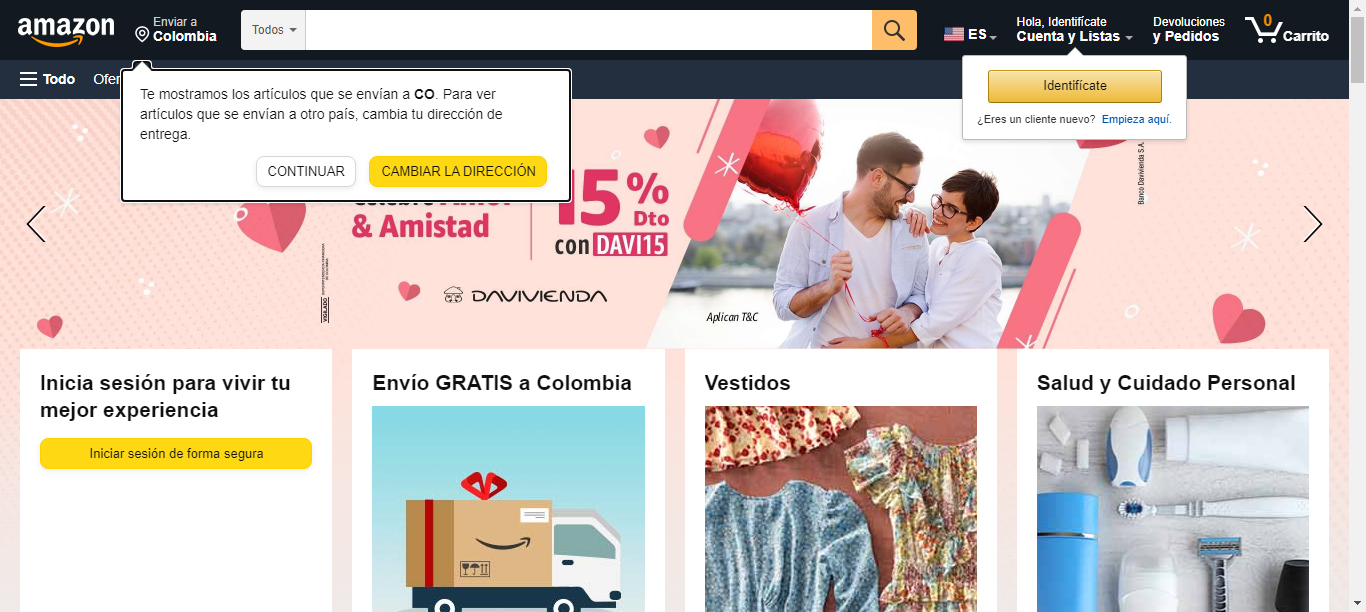 amazon
Enviar a
Colombia
Todos
ES
Hola, Identifícate
Cuenta y Listas
Devoluciones
y Pedidos
0
Carrito
Todo
Ofer
Te mostramos los artículos que se envían a CO. Para ver
artículos que se envían a otro país, cambia tu dirección de
entrega.
CONTINUAR
CAMBIAR LA DIRECCIÓN
Identifícate
¿Eres un cliente nuevo? Empieza aquí.
& Amistad
15%
Dto
con DAVI15
VIGILADO
DAVIVIENDA
Aplican T&C
Banco Davivienda S.A.
Inicia sesión para vivir tu
mejor experiencia
Iniciar sesión de forma segura
Envío GRATIS a Colombia
Vestidos
Salud y Cuidado Personal